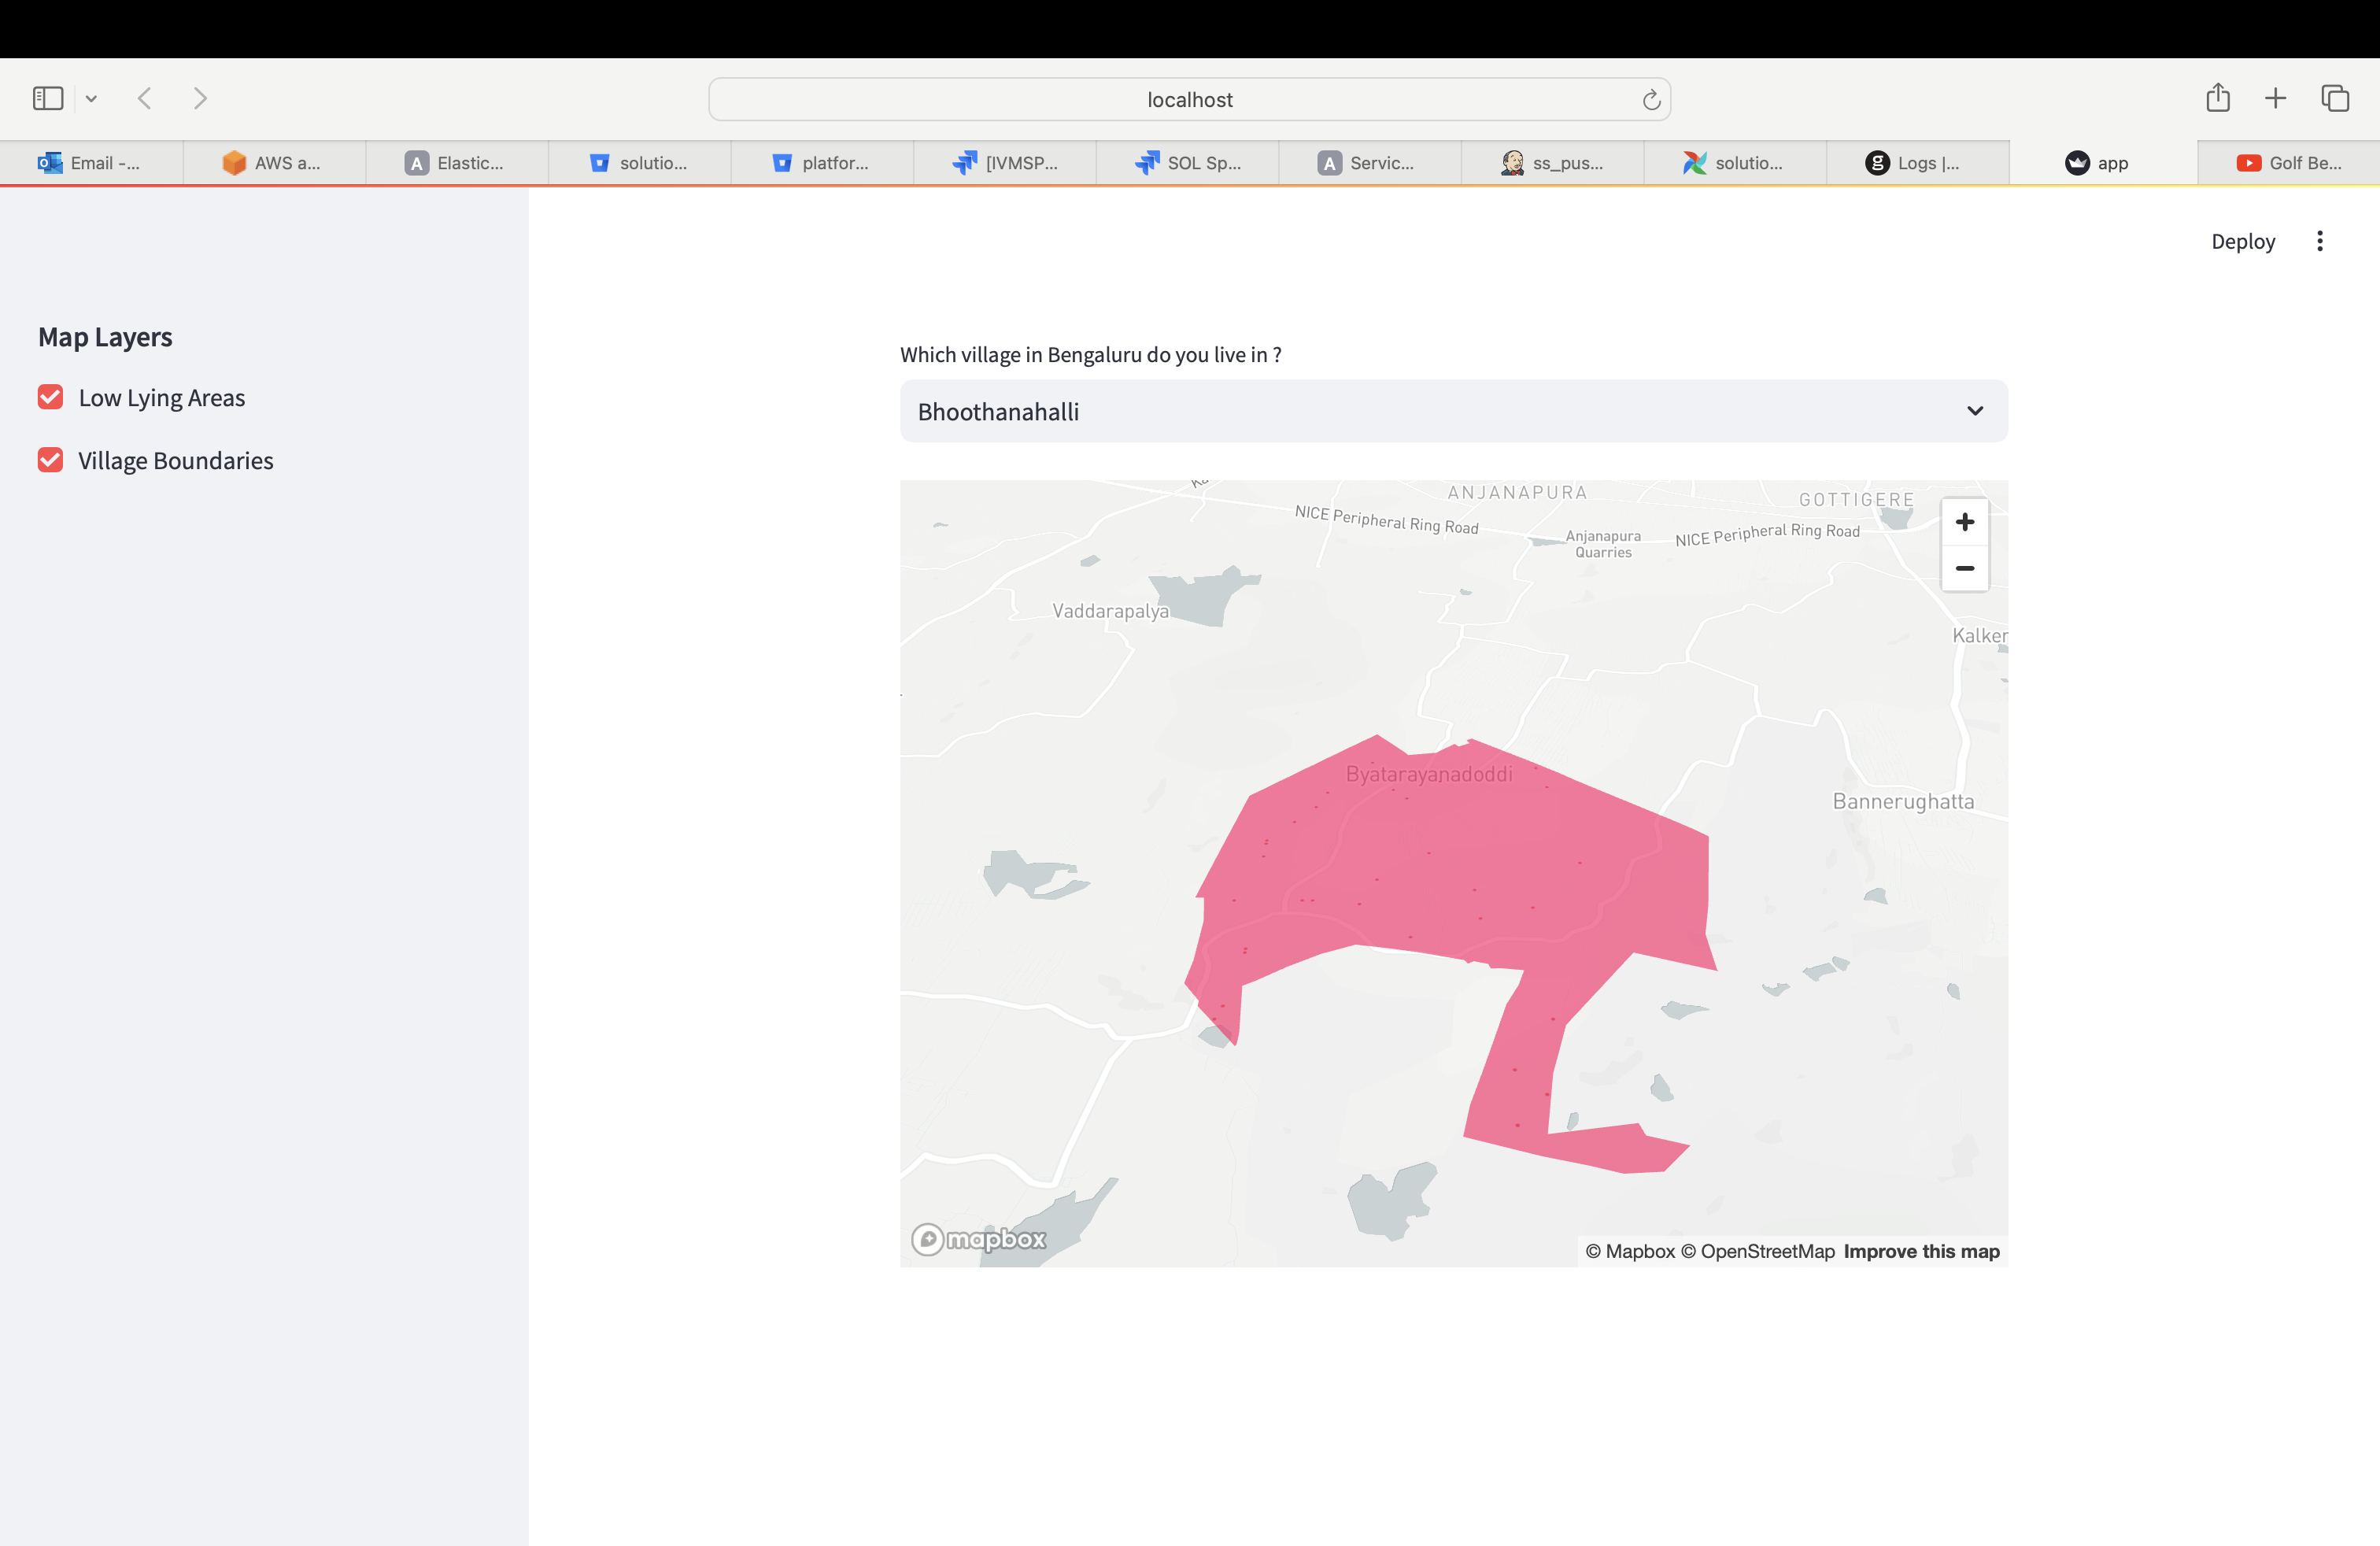 localhost
Email -...
AWS a...
Elastic...
solutio...
platfor...
[IVMSP...
SOL Sp...
Servic...
ss_pus...
solutio...
Logs |...
app
Golf Be...
Deploy
Map Layers
Low Lying Areas
Village Boundaries
Which village in Bengaluru do you live in ?
Bhoothanahalli
ANJANAPURA
GOTTIGERE
NICE Peripheral Ring Road
Anjanapura
Quarries
NICE Peripheral Ring Road
+
−
Vaddarapalya
Kalker
Byatarayanadoddi
Bannerughatta
mapbox
© Mapbox © OpenStreetMap Improve this map